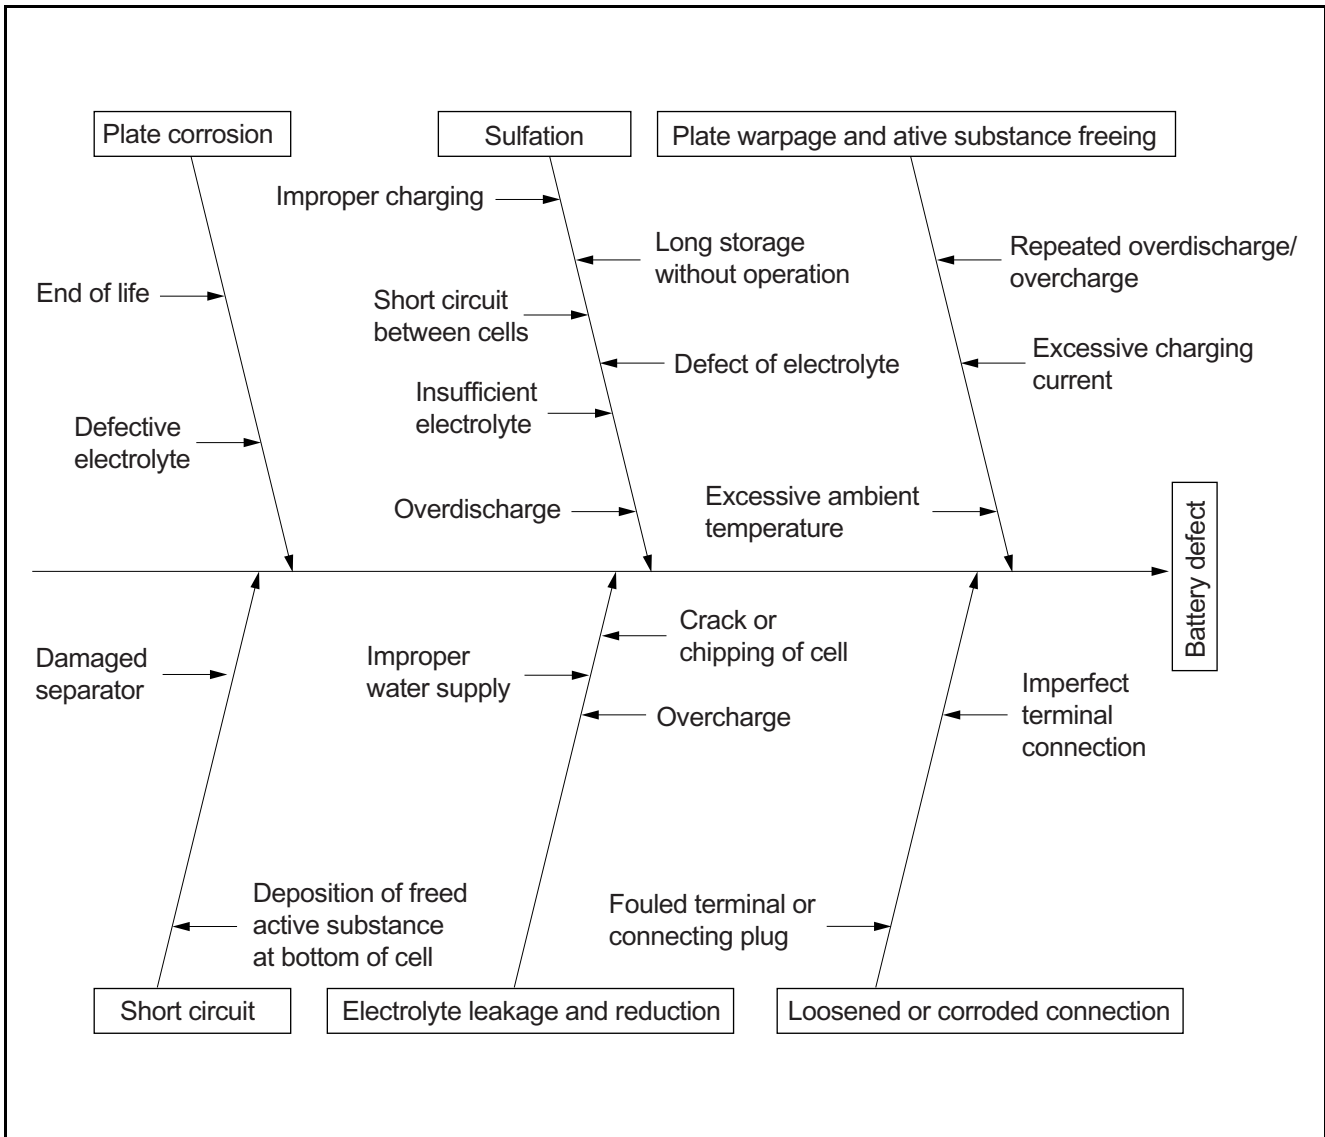 Plate corrosion
Sulfation
Plate warpage and ative substance freeing
Improper charging
Long storage
without operation
Repeated overdischarge/
overcharge
End of life
Short circuit
between cells
Defect of electrolyte
Excessive charging
current
Insufficient
electrolyte
Defective
electrolyte
Overdischarge
Excessive ambient
temperature
Battery defect
Damaged
separator
Improper
water supply
Crack or
chipping of cell
Overcharge
Imperfect
terminal
connection
Deposition of freed
active substance
at bottom of cell
Fouled terminal or
connecting plug
Short circuit
Electrolyte leakage and reduction
Loosened or corroded connection